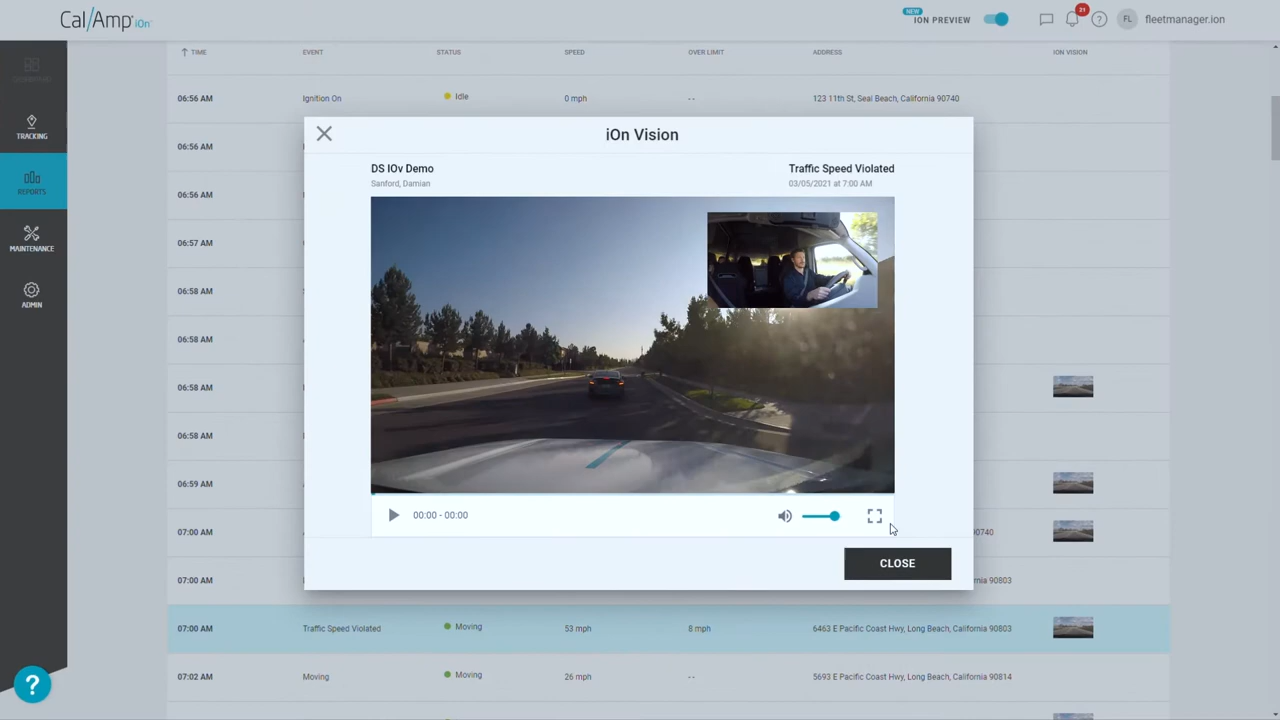 Cal/Amp iOn
NEW
ION PREVIEW
21
?
FL
fleetmanager.ion
TRACKING
REPORTS
MAINTENANCE
ADMIN
?
↑ TIME EVENT STATUS SPEED OVER LIMIT ADDRESS ION VISION
06:56 AM Ignition On Idle 0 mph -- 123 11th St, Seal Beach, California 90740
06:56 AM
06:56 AM
06:57 AM
06:58 AM
06:58 AM
06:58 AM
06:58 AM
06:59 AM
07:00 AM 90740
07:00 AM nia 90803
07:00 AM Traffic Speed Violated Moving 53 mph 8 mph 6463 E Pacific Coast Hwy, Long Beach, California 90803
07:02 AM Moving Moving 26 mph -- 5693 E Pacific Coast Hwy, Long Beach, California 90814
iOn Vision
DS IOv Demo Traffic Speed Violated
Sanford, Damian 03/05/2021 at 7:00 AM
00:00 - 00:00
CLOSE